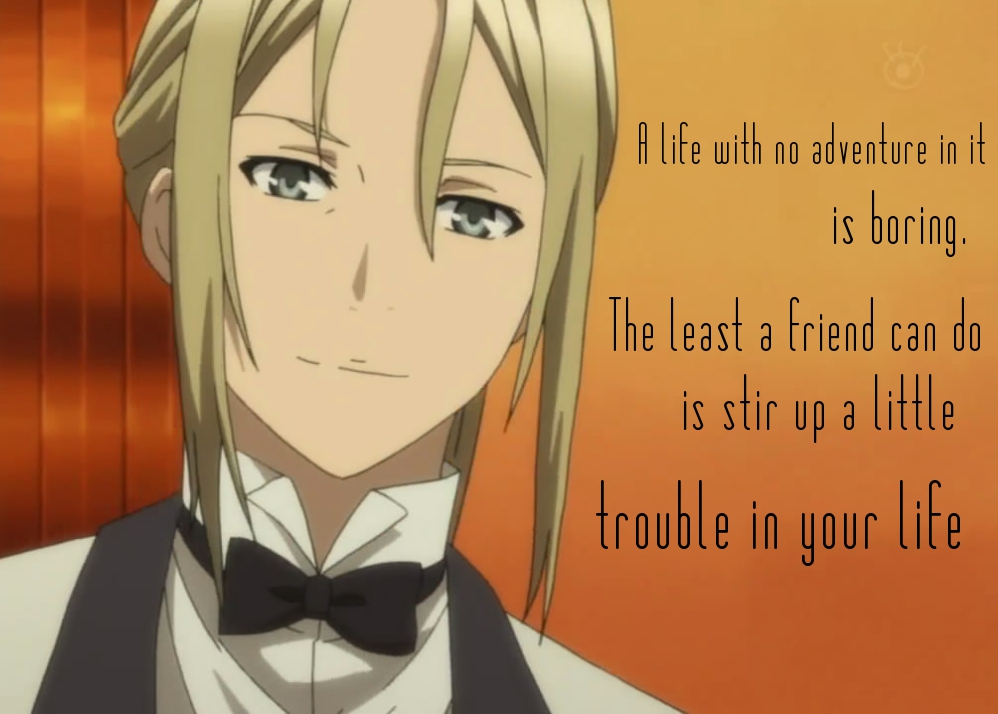 A life with no adventure in it
is boring.
The least a friend can do
is stir up a little
trouble in your life